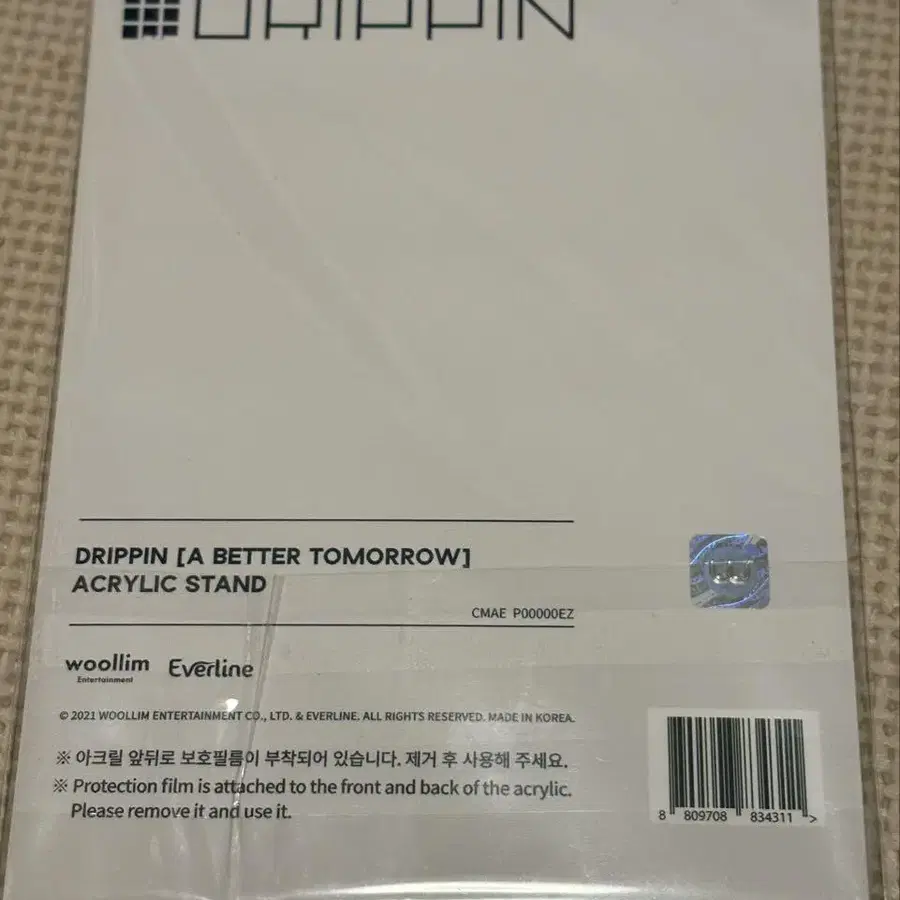 DRIPPIN
DRIPPIN [A BETTER TOMORROW]
ACRYLIC STAND
CMAE P00000EZ
woollim
Entertainment
Everline
© 2021 WOOLLIM ENTERTAINMENT CO., LTD. & EVERLINE. ALL RIGHTS RESERVED. MADE IN KOREA.
※ 아크릴 앞뒤로 보호필름이 부착되어 있습니다. 제거 후 사용해 주세요.
※ Protection film is attached to the front and back of the acrylic.
Please remove it and use it.
8 809708 834311 >